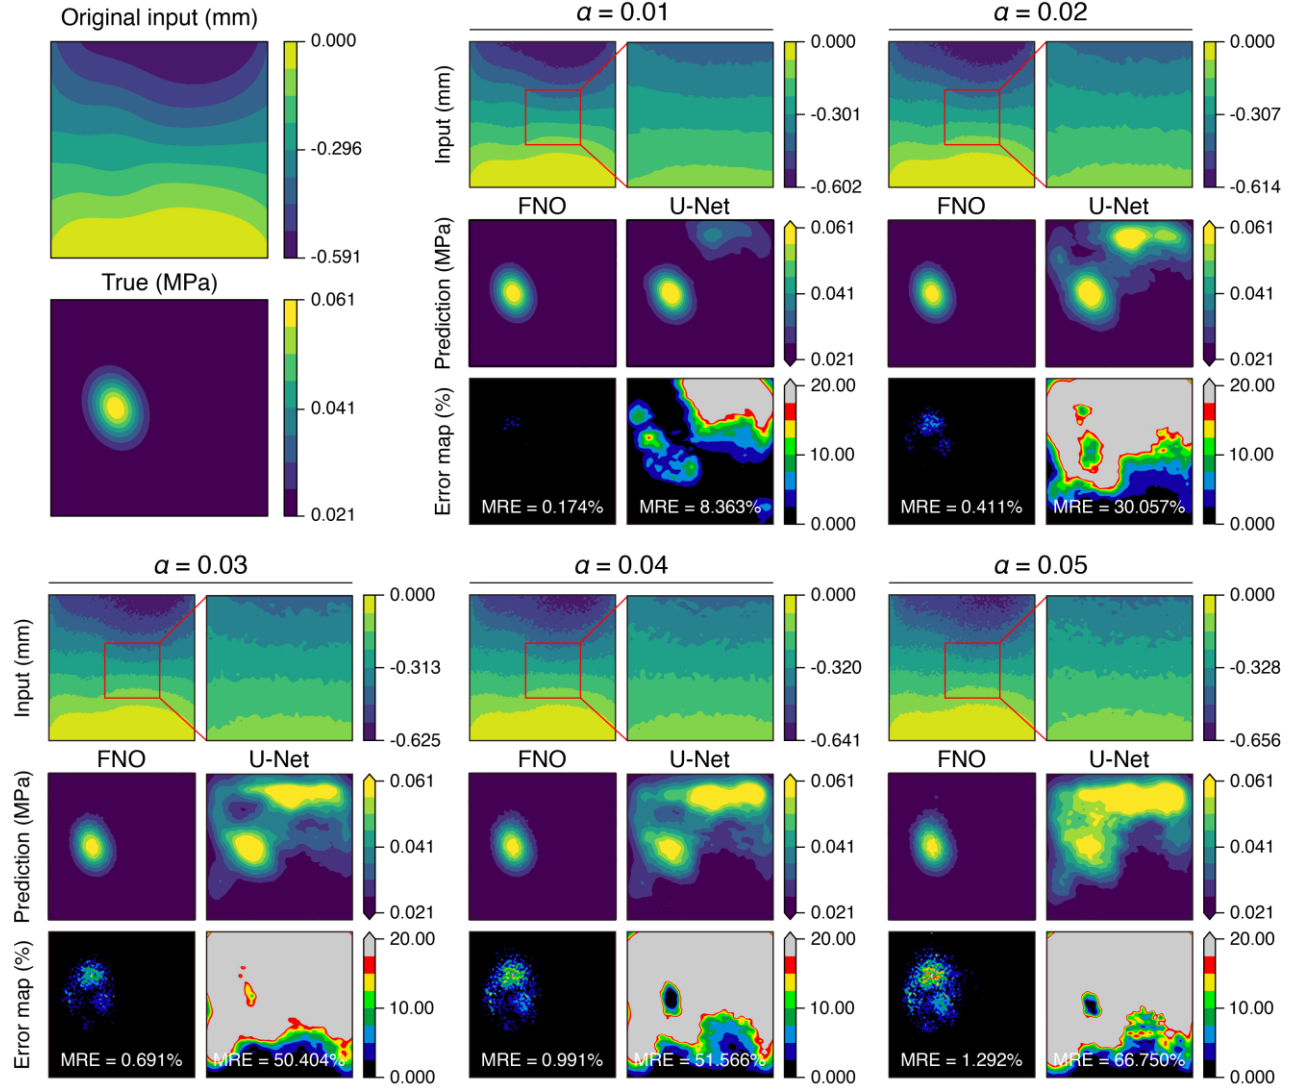 Original input (mm)
0.000
-0.296
-0.591
True (MPa)
0.061
0.041
0.021
α = 0.01
Input (mm)
0.000
-0.301
-0.602
FNO
U-Net
Prediction (MPa)
0.061
0.041
0.021
Error map (%)
MRE = 0.174%
MRE = 8.363%
20.00
10.00
0.000
α = 0.02
0.000
-0.307
-0.614
FNO
U-Net
0.061
0.041
0.021
MRE = 0.411%
MRE = 30.057%
20.00
10.00
0.000
α = 0.03
Input (mm)
0.000
-0.313
-0.625
FNO
U-Net
Prediction (MPa)
0.061
0.041
0.021
Error map (%)
MRE = 0.691%
MRE = 50.404%
20.00
10.00
0.000
α = 0.04
0.000
-0.320
-0.641
FNO
U-Net
0.061
0.041
0.021
MRE = 0.991%
MRE = 51.566%
20.00
10.00
0.000
α = 0.05
0.000
-0.328
-0.656
FNO
U-Net
0.061
0.041
0.021
MRE = 1.292%
MRE = 66.750%
20.00
10.00
0.000